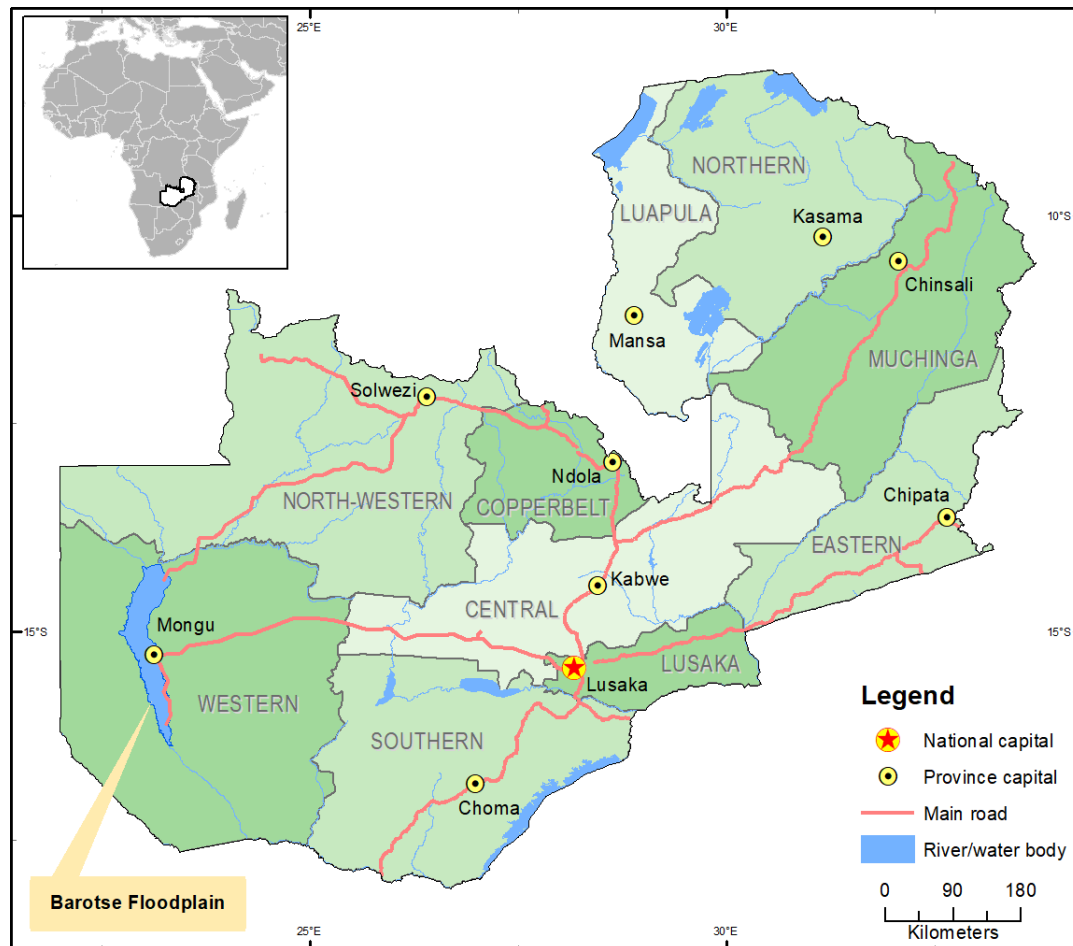 25°E
30°E
NORTHERN
LUAPULA
Kasama
10°S
10°S
Chinsali
Mansa
MUCHINGA
Solwezi
Ndola
NORTH-WESTERN
COPPERBELT
Chipata
EASTERN
Kabwe
CENTRAL
15°S
15°S
Mongu
LUSAKA
Lusaka
WESTERN
SOUTHERN
Choma
Barotse Floodplain
Legend
National capital
Province capital
Main road
River/water body
0 90 180
Kilometers
25°E
30°E